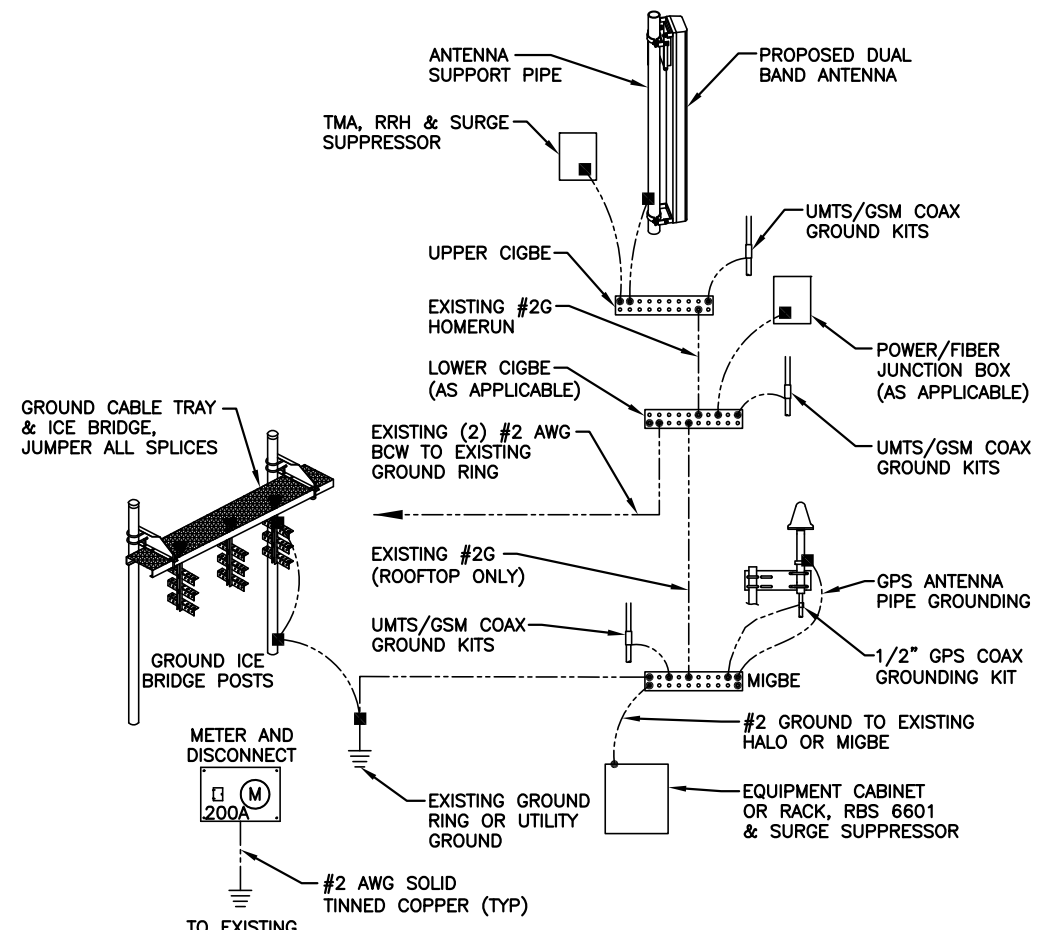 ANTENNA
SUPPORT PIPE
PROPOSED DUAL
BAND ANTENNA
TMA, RRH & SURGE
SUPPRESSOR
UMTS/GSM COAX
GROUND KITS
UPPER CIGBE
EXISTING #2G
HOMERUN
POWER/FIBER
JUNCTION BOX
(AS APPLICABLE)
LOWER CIGBE
(AS APPLICABLE)
GROUND CABLE TRAY
& ICE BRIDGE,
JUMPER ALL SPLICES
EXISTING (2) #2 AWG
BCW TO EXISTING
GROUND RING
UMTS/GSM COAX
GROUND KITS
EXISTING #2G
(ROOFTOP ONLY)
GPS ANTENNA
PIPE GROUNDING
UMTS/GSM COAX
GROUND KITS
1/2" GPS COAX
GROUNDING KIT
GROUND ICE
BRIDGE POSTS
MIGBE
#2 GROUND TO EXISTING
HALO OR MIGBE
METER AND
DISCONNECT
M
200A
EXISTING GROUND
RING OR UTILITY
GROUND
EQUIPMENT CABINET
OR RACK, RBS 6601
& SURGE SUPPRESSOR
#2 AWG SOLID
TINNED COPPER (TYP)
TO EXISTING